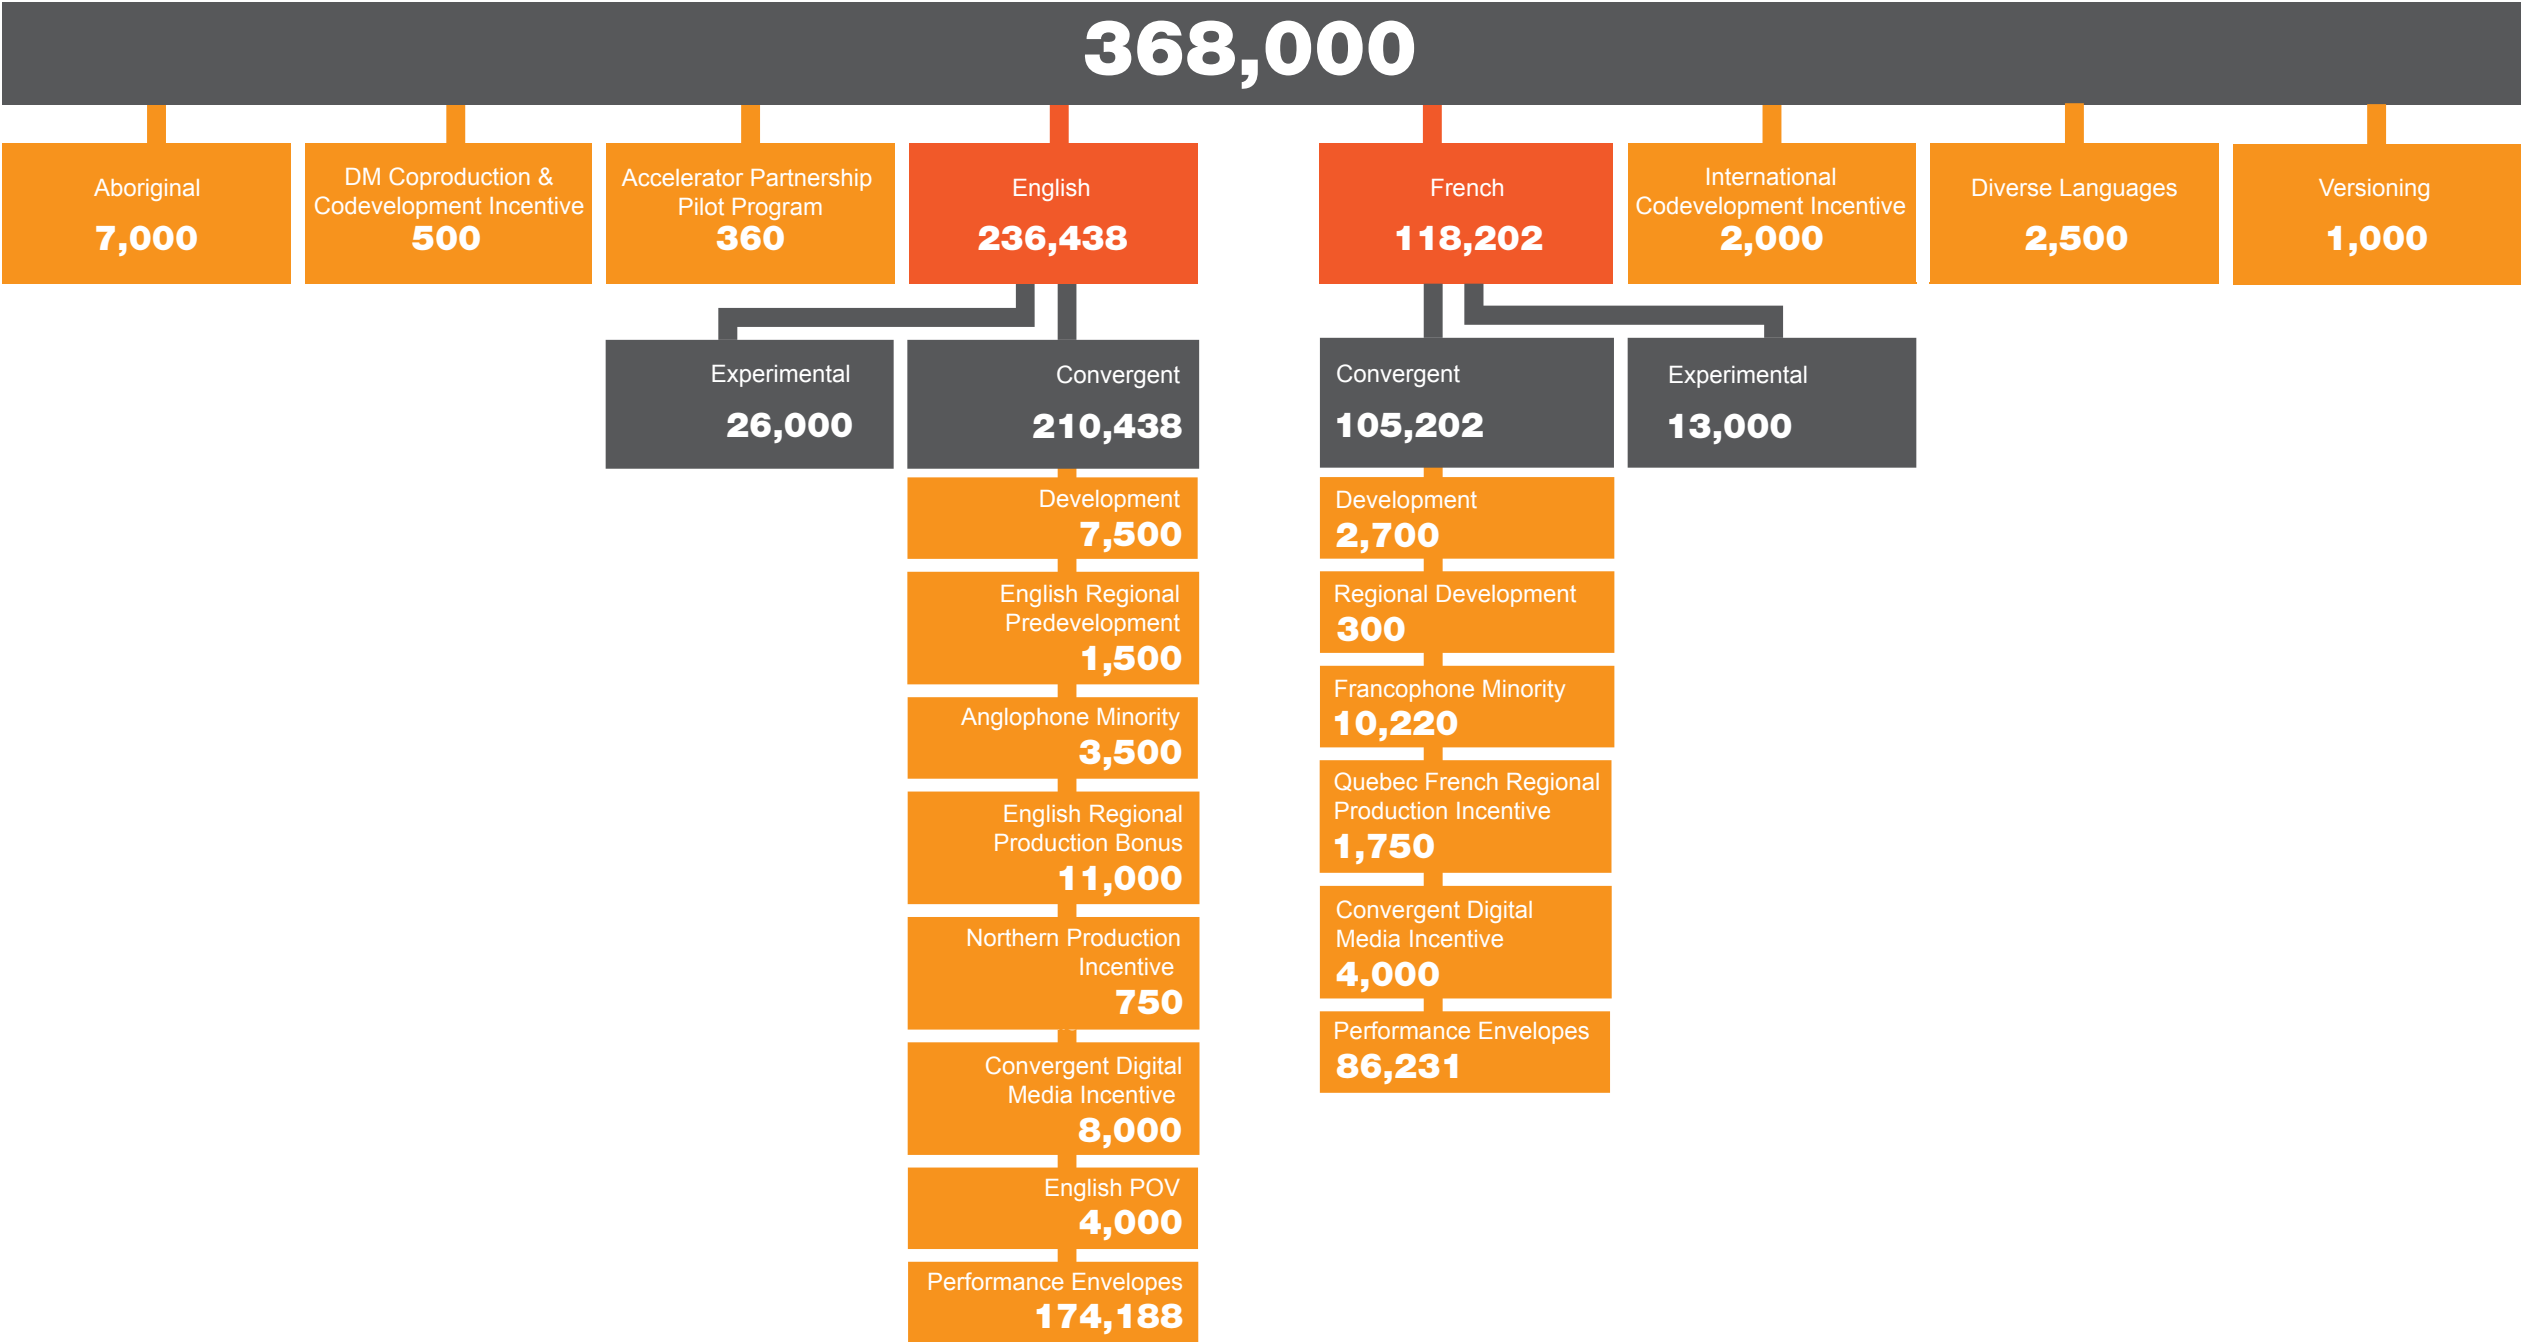 368,000
Aboriginal
7,000
DM Coproduction &
Codevelopment Incentive
500
Accelerator Partnership
Pilot Program
360
English
236,438
French
118,202
International
Codevelopment Incentive
2,000
Diverse Languages
2,500
Versioning
1,000
Experimental
26,000
Convergent
210,438
Convergent
105,202
Experimental
13,000
Development
7,500
English Regional
Predevelopment
1,500
Anglophone Minority
3,500
English Regional
Production Bonus
11,000
Northern Production
Incentive
750
Convergent Digital
Media Incentive
8,000
English POV
4,000
Performance Envelopes
174,188
Development
2,700
Regional Development
300
Francophone Minority
10,220
Quebec French Regional
Production Incentive
1,750
Convergent Digital
Media Incentive
4,000
Performance Envelopes
86,231